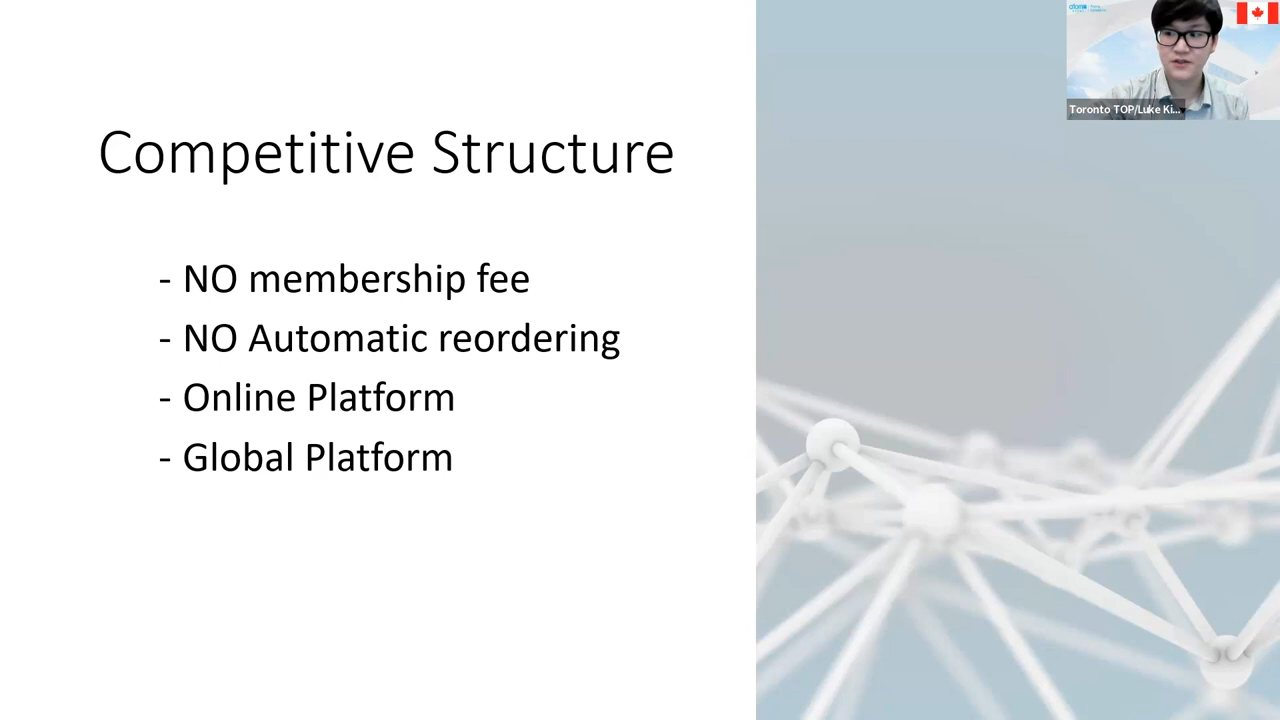 Competitive Structure
- NO membership fee
- NO Automatic reordering
- Online Platform
- Global Platform
Toronto TOP/Luke Ki...